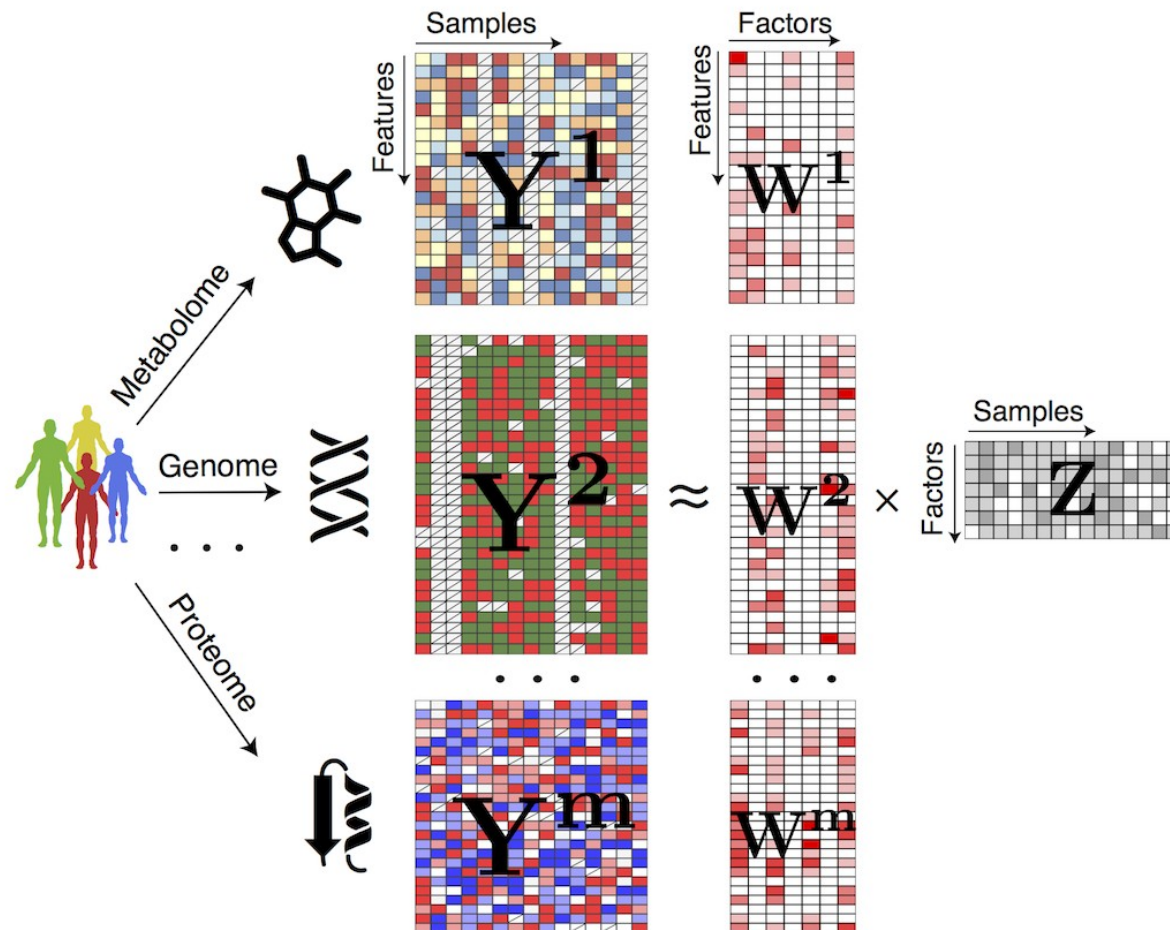 Samples
Features
Y¹
Factors
Features
W¹
Metabolome
Genome
. . .
Proteome
Y²
≈
W²
×
Samples
Factors
Z
. . .
. . .
Yᵐ
Wᵐ